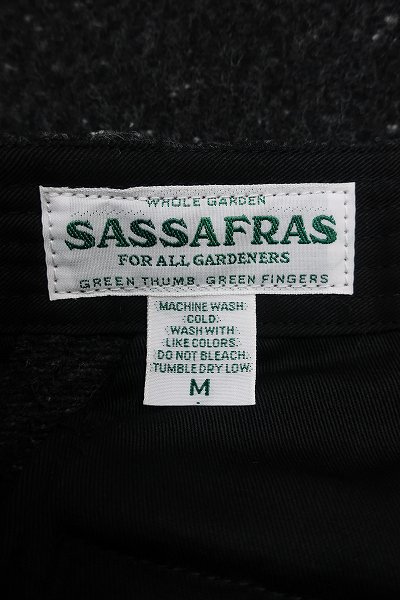 WHOLE GARDEN
SASSAFRAS
FOR ALL GARDENERS
GREEN THUMB, GREEN FINGERS
MACHINE WASH
COLD.
WASH WITH
LIKE COLORS.
DO NOT BLEACH.
TUMBLE DRY LOW.
M